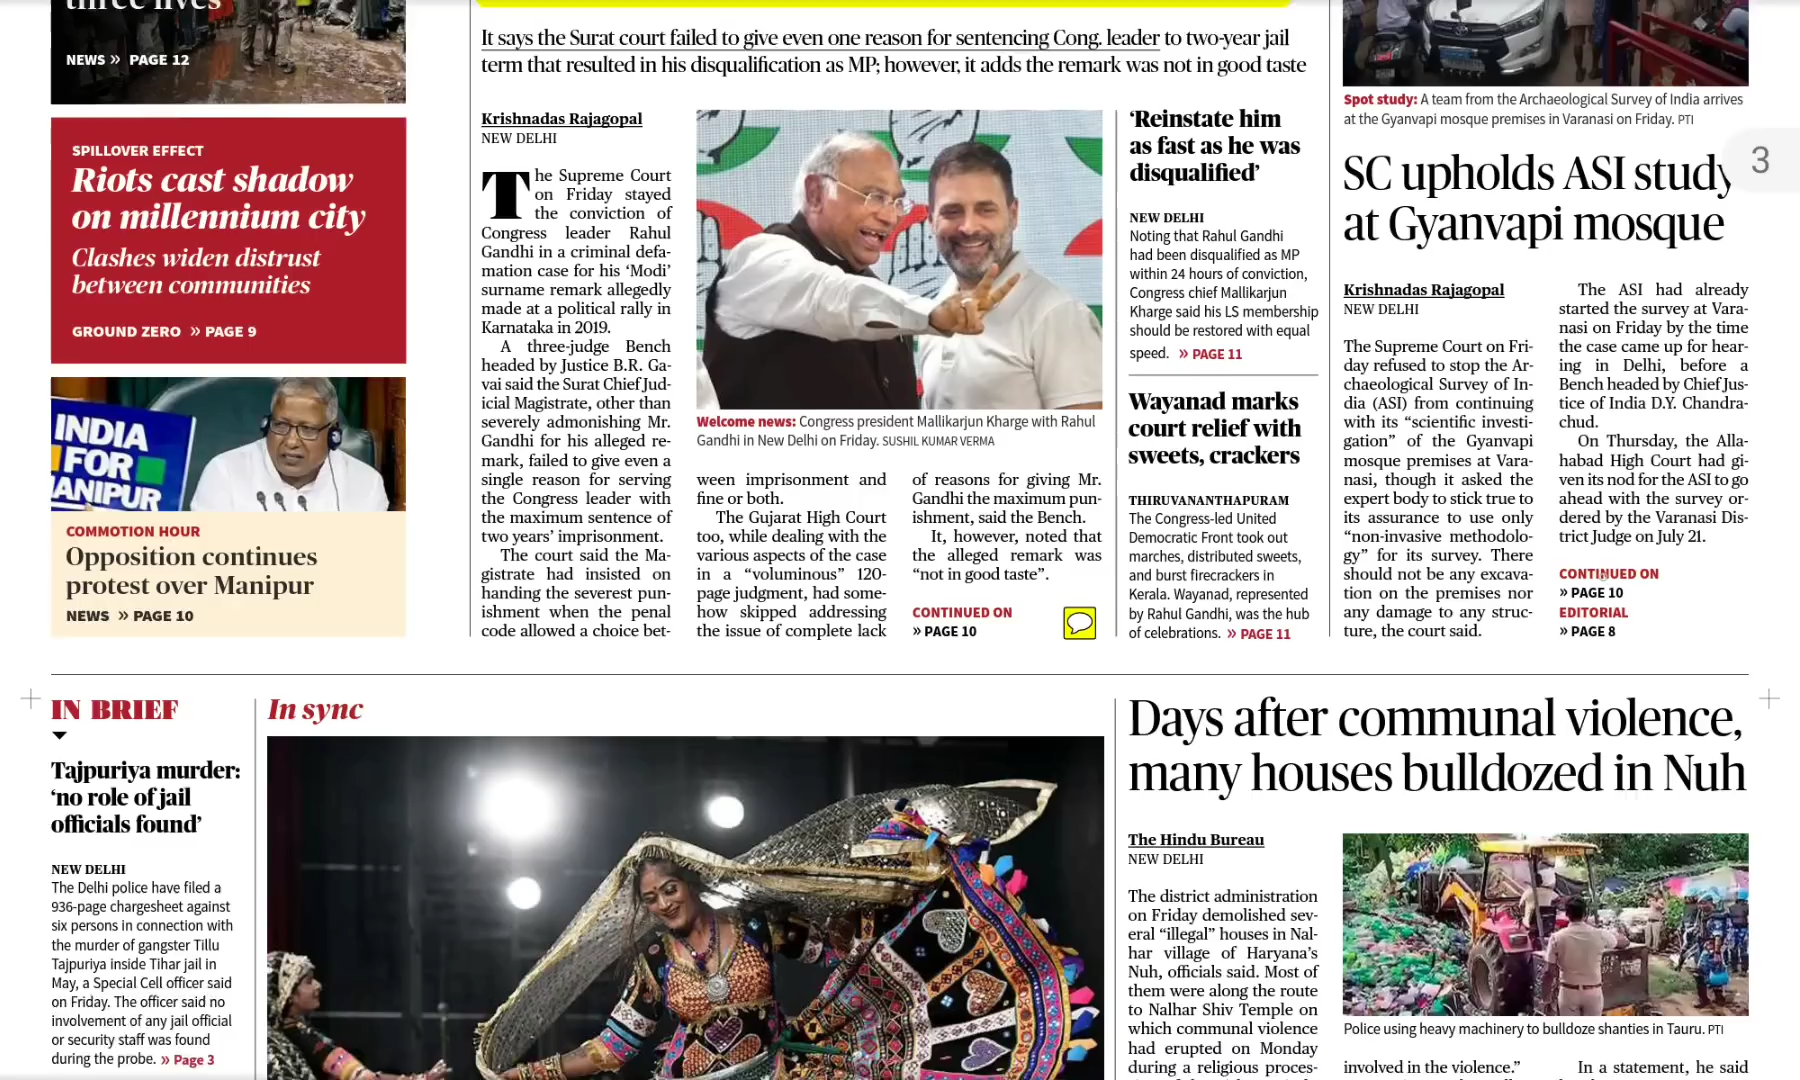 three lives
NEWS » PAGE 12
SPILLOVER EFFECT
Riots cast shadow
on millennium city
Clashes widen distrust
between communities
GROUND ZERO » PAGE 9
INDIA
FOR
MANIPUR
COMMOTION HOUR
Opposition continues
protest over Manipur
NEWS » PAGE 10
It says the Surat court failed to give even one reason for sentencing Cong. leader to two-year jail
term that resulted in his disqualification as MP; however, it adds the remark was not in good taste
Krishnadas Rajagopal
NEW DELHI
The Supreme Court
on Friday stayed
the conviction of
Congress leader Rahul
Gandhi in a criminal defa-
mation case for his ‘Modi’
surname remark allegedly
made at a political rally in
Karnataka in 2019.
A three-judge Bench
headed by Justice B.R. Ga-
vai said the Surat Chief Jud-
icial Magistrate, other than
severely admonishing Mr.
Gandhi for his alleged re-
mark, failed to give even a
single reason for serving
the Congress leader with
the maximum sentence of
two years’ imprisonment.
The court said the Ma-
gistrate had insisted on
handing the severest pun-
ishment when the penal
code allowed a choice bet-
Welcome news: Congress president Mallikarjun Kharge with Rahul
Gandhi in New Delhi on Friday. SUSHIL KUMAR VERMA
ween imprisonment and
fine or both.
The Gujarat High Court
too, while dealing with the
various aspects of the case
in a “voluminous” 120-
page judgment, had some-
how skipped addressing
the issue of complete lack
of reasons for giving Mr.
Gandhi the maximum pun-
ishment, said the Bench.
It, however, noted that
the alleged remark was
“not in good taste”.
CONTINUED ON
» PAGE 10
‘Reinstate him
as fast as he was
disqualified’
NEW DELHI
Noting that Rahul Gandhi
had been disqualified as MP
within 24 hours of conviction,
Congress chief Mallikarjun
Kharge said his LS membership
should be restored with equal
speed. » PAGE 11
Wayanad marks
court relief with
sweets, crackers
THIRUVANANTHAPURAM
The Congress-led United
Democratic Front took out
marches, distributed sweets,
and burst firecrackers in
Kerala. Wayanad, represented
by Rahul Gandhi, was the hub
of celebrations. » PAGE 11
Spot study: A team from the Archaeological Survey of India arrives
at the Gyanvapi mosque premises in Varanasi on Friday. PTI
3
SC upholds ASI study
at Gyanvapi mosque
Krishnadas Rajagopal
NEW DELHI
The Supreme Court on Fri-
day refused to stop the Ar-
chaeological Survey of In-
dia (ASI) from continuing
with its “scientific investi-
gation” of the Gyanvapi
mosque premises at Vara-
nasi, though it asked the
expert body to stick true to
its assurance to use only
“non-invasive methodolo-
gy” for its survey. There
should not be any excava-
tion on the premises nor
any damage to any struc-
ture, the court said.
The ASI had already
started the survey at Vara-
nasi on Friday by the time
the case came up for hear-
ing in Delhi, before a
Bench headed by Chief Jus-
tice of India D.Y. Chandra-
chud.
On Thursday, the Alla-
habad High Court had gi-
ven its nod for the ASI to go
ahead with the survey or-
dered by the Varanasi Dis-
trict Judge on July 21.
CONTINUED ON
» PAGE 10
EDITORIAL
» PAGE 8
IN BRIEF
Tajpuriya murder:
‘no role of jail
officials found’
NEW DELHI
The Delhi police have filed a
936-page chargesheet against
six persons in connection with
the murder of gangster Tillu
Tajpuriya inside Tihar jail in
May, a Special Cell officer said
on Friday. The officer said no
involvement of any jail official
or security staff was found
during the probe. » Page 3
In sync
Days after communal violence,
many houses bulldozed in Nuh
The Hindu Bureau
NEW DELHI
The district administration
on Friday demolished sev-
eral “illegal” houses in Nal-
har village of Haryana’s
Nuh, officials said. Most of
them were along the route
to Nalhar Shiv Temple on
which communal violence
had erupted on Monday
during a religious proces-
Police using heavy machinery to bulldoze shanties in Tauru. PTI
involved in the violence.”
In a statement, he said